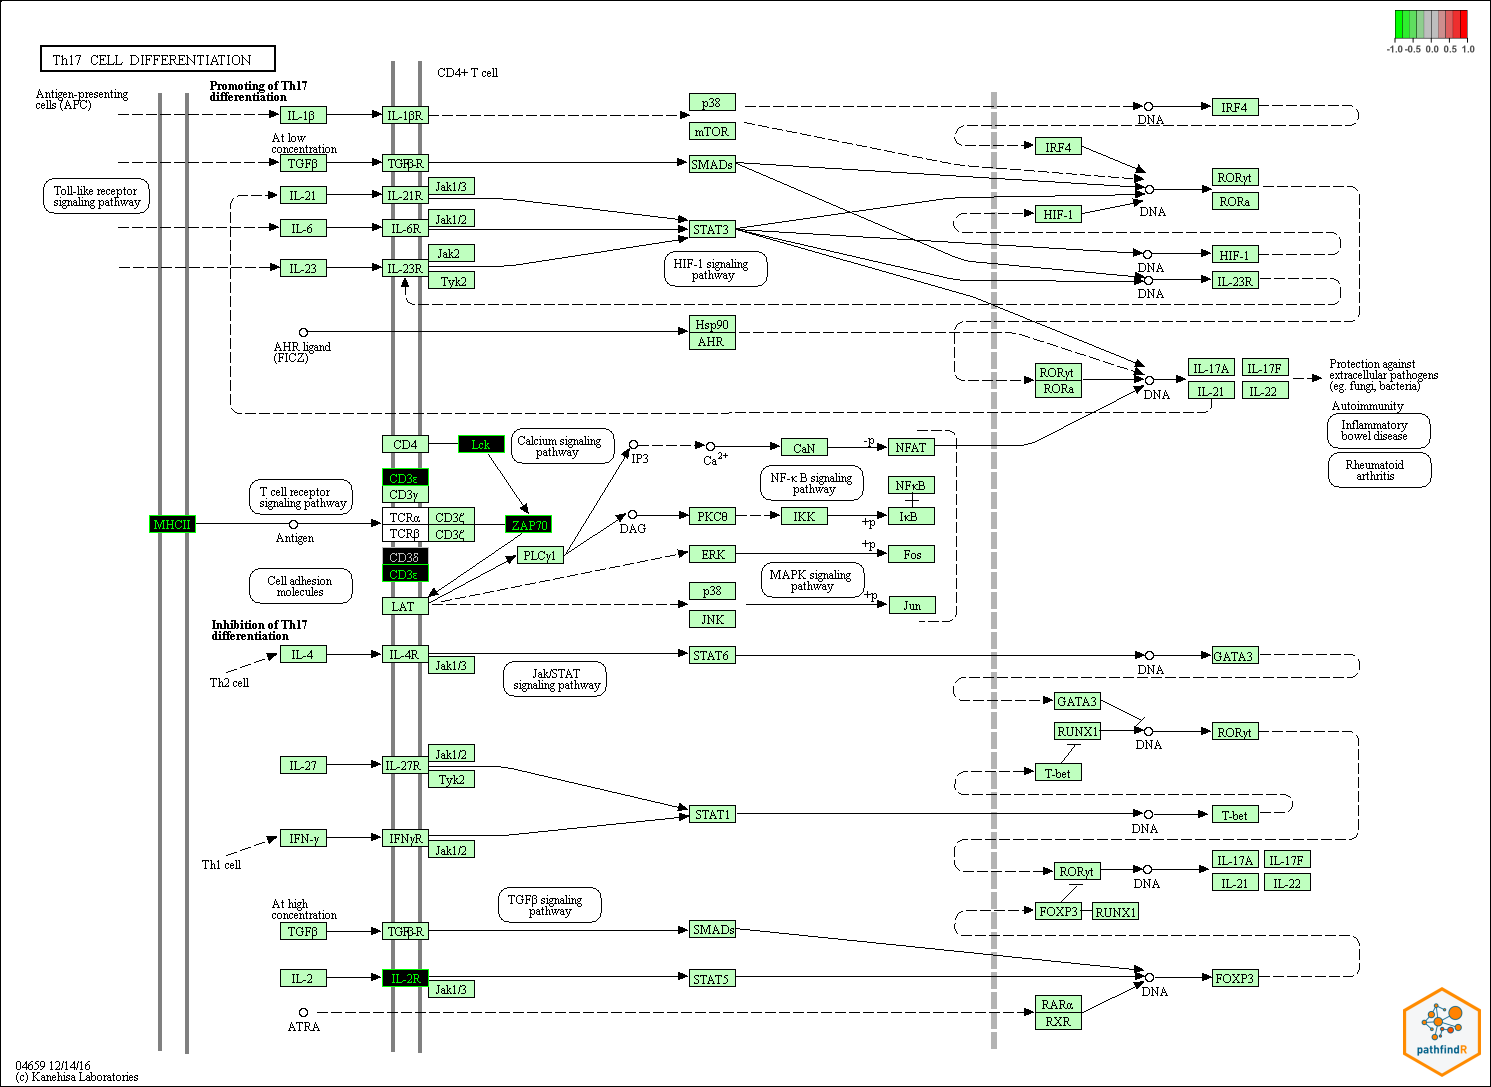 -1.0 -0.5 0.0 0.5 1.0
Th17 CELL DIFFERENTIATION
CD4+ T cell
Antigen-presenting
cells (APC)
Promoting of Th17
differentiation
IL-1β
IL-1βR
p38
mTOR
DNA
IRF4
IRF4
At low
concentration
TGFβ
TGFβ-R
SMADs
Toll-like receptor
signaling pathway
IL-21
IL-21R
Jak1/3
RORγt
RORa
DNA
IL-6
IL-6R
Jak1/2
STAT3
HIF-1
IL-23
IL-23R
Jak2
Tyk2
HIF-1 signaling
pathway
DNA
HIF-1
DNA
IL-23R
AHR ligand
(FICZ)
Hsp90
AHR
RORγt
RORa
DNA
IL-17A
IL-17F
IL-21
IL-22
Protection against
extracellular pathogens
(eg. fungi, bacteria)
Autoimmunity
Inflammatory
bowel disease
Rheumatoid
arthritis
CD4
Lck
Calcium signaling
pathway
IP3
Ca2+
CaN
-p
NFAT
CD3ε
CD3γ
T cell receptor
signaling pathway
NF-κB signaling
pathway
NFκB
MHCII
Antigen
TCRα
TCRβ
CD3ζ
CD3ζ
ZAP70
DAG
PKCθ
IKK
+p
IκB
CD3δ
CD3ε
PLCγ1
ERK
+p
Fos
Cell adhesion
molecules
LAT
p38
JNK
MAPK signaling
pathway
+p
Jun
Inhibition of Th17
differentiation
Th2 cell
IL-4
IL-4R
Jak1/3
Jak/STAT
signaling pathway
STAT6
DNA
GATA3
GATA3
RUNX1
DNA
RORγt
T-bet
IL-27
IL-27R
Jak1/2
Tyk2
STAT1
DNA
T-bet
Th1 cell
IFN-γ
IFNγR
Jak1/2
RORγt
DNA
IL-17A
IL-17F
IL-21
IL-22
At high
concentration
TGFβ
TGFβ-R
TGFβ signaling
pathway
SMADs
FOXP3
RUNX1
IL-2
IL-2R
Jak1/3
STAT5
DNA
FOXP3
ATRA
RARα
RXR
pathfindR
04659 12/14/16
(c) Kanehisa Laboratories